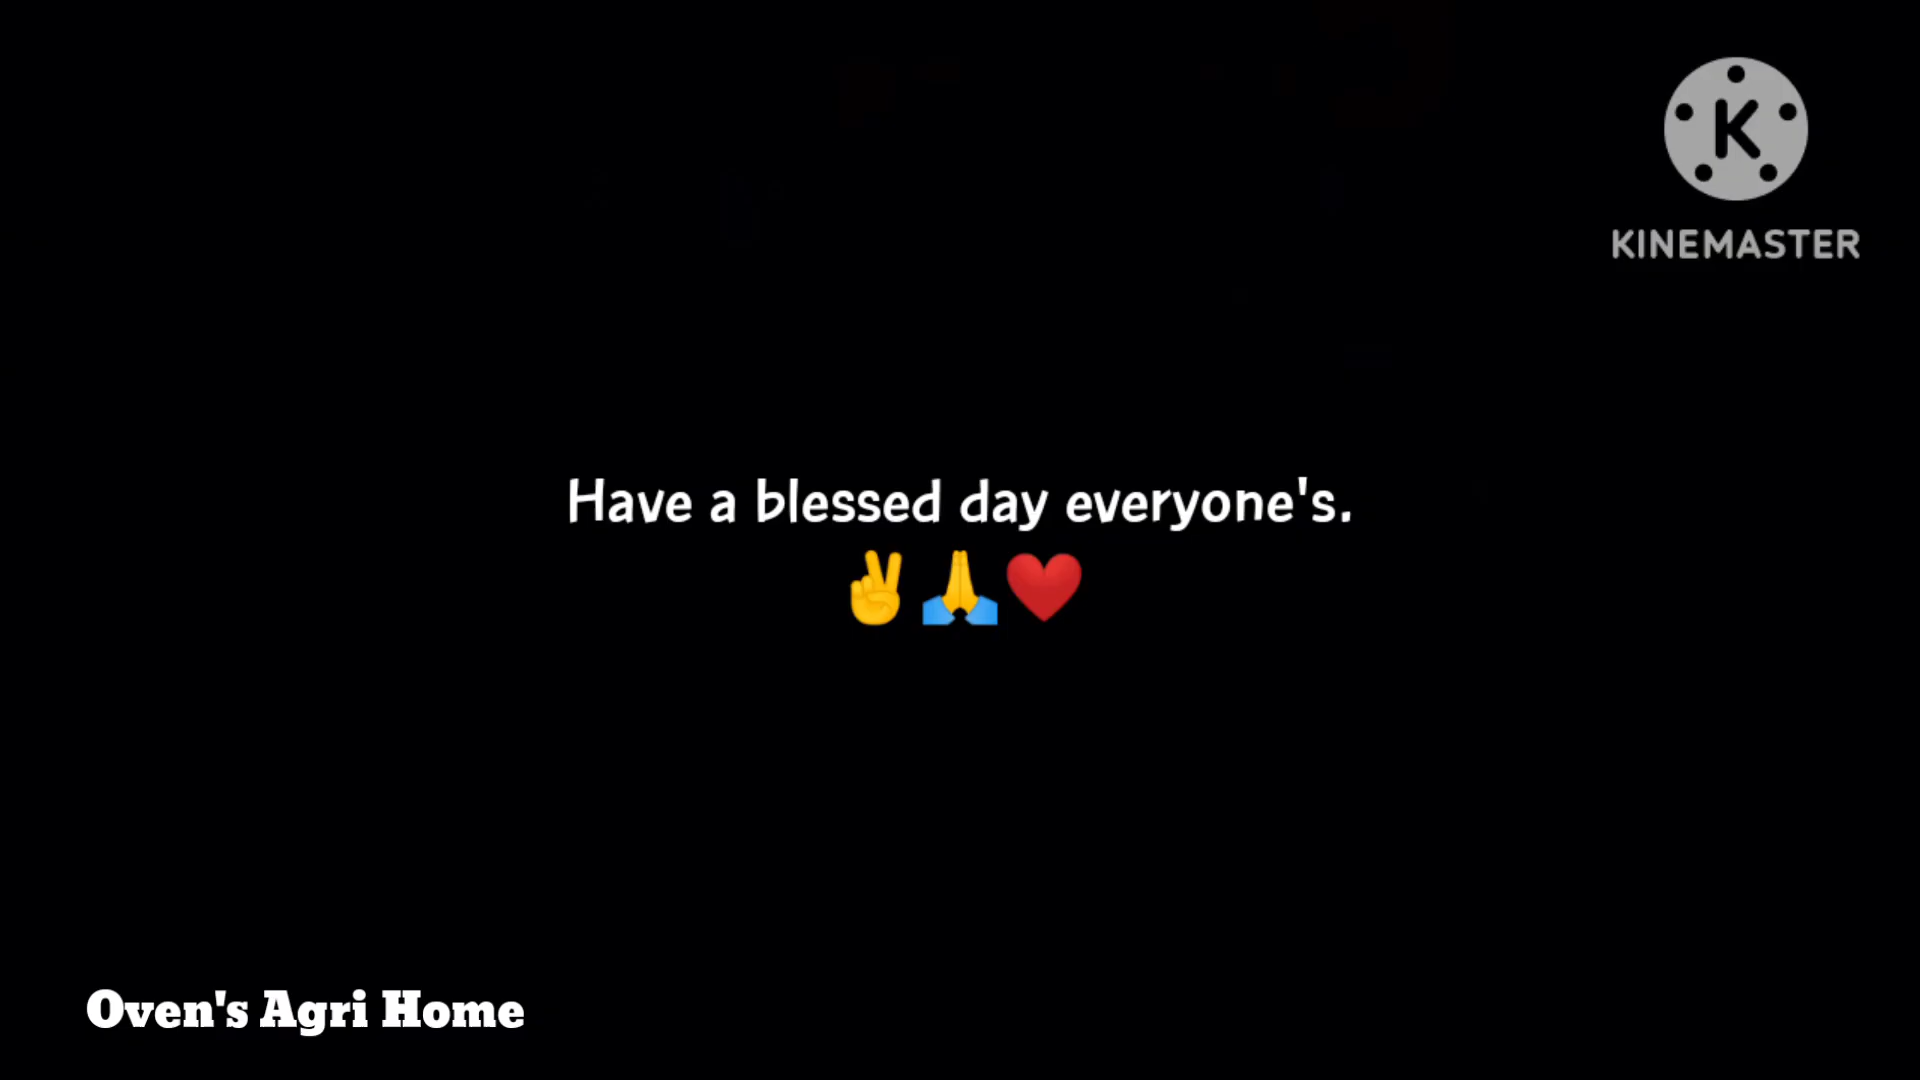 K
KINEMASTER
Have a blessed day everyone's.
✌️🙏❤️
Oven's Agri Home